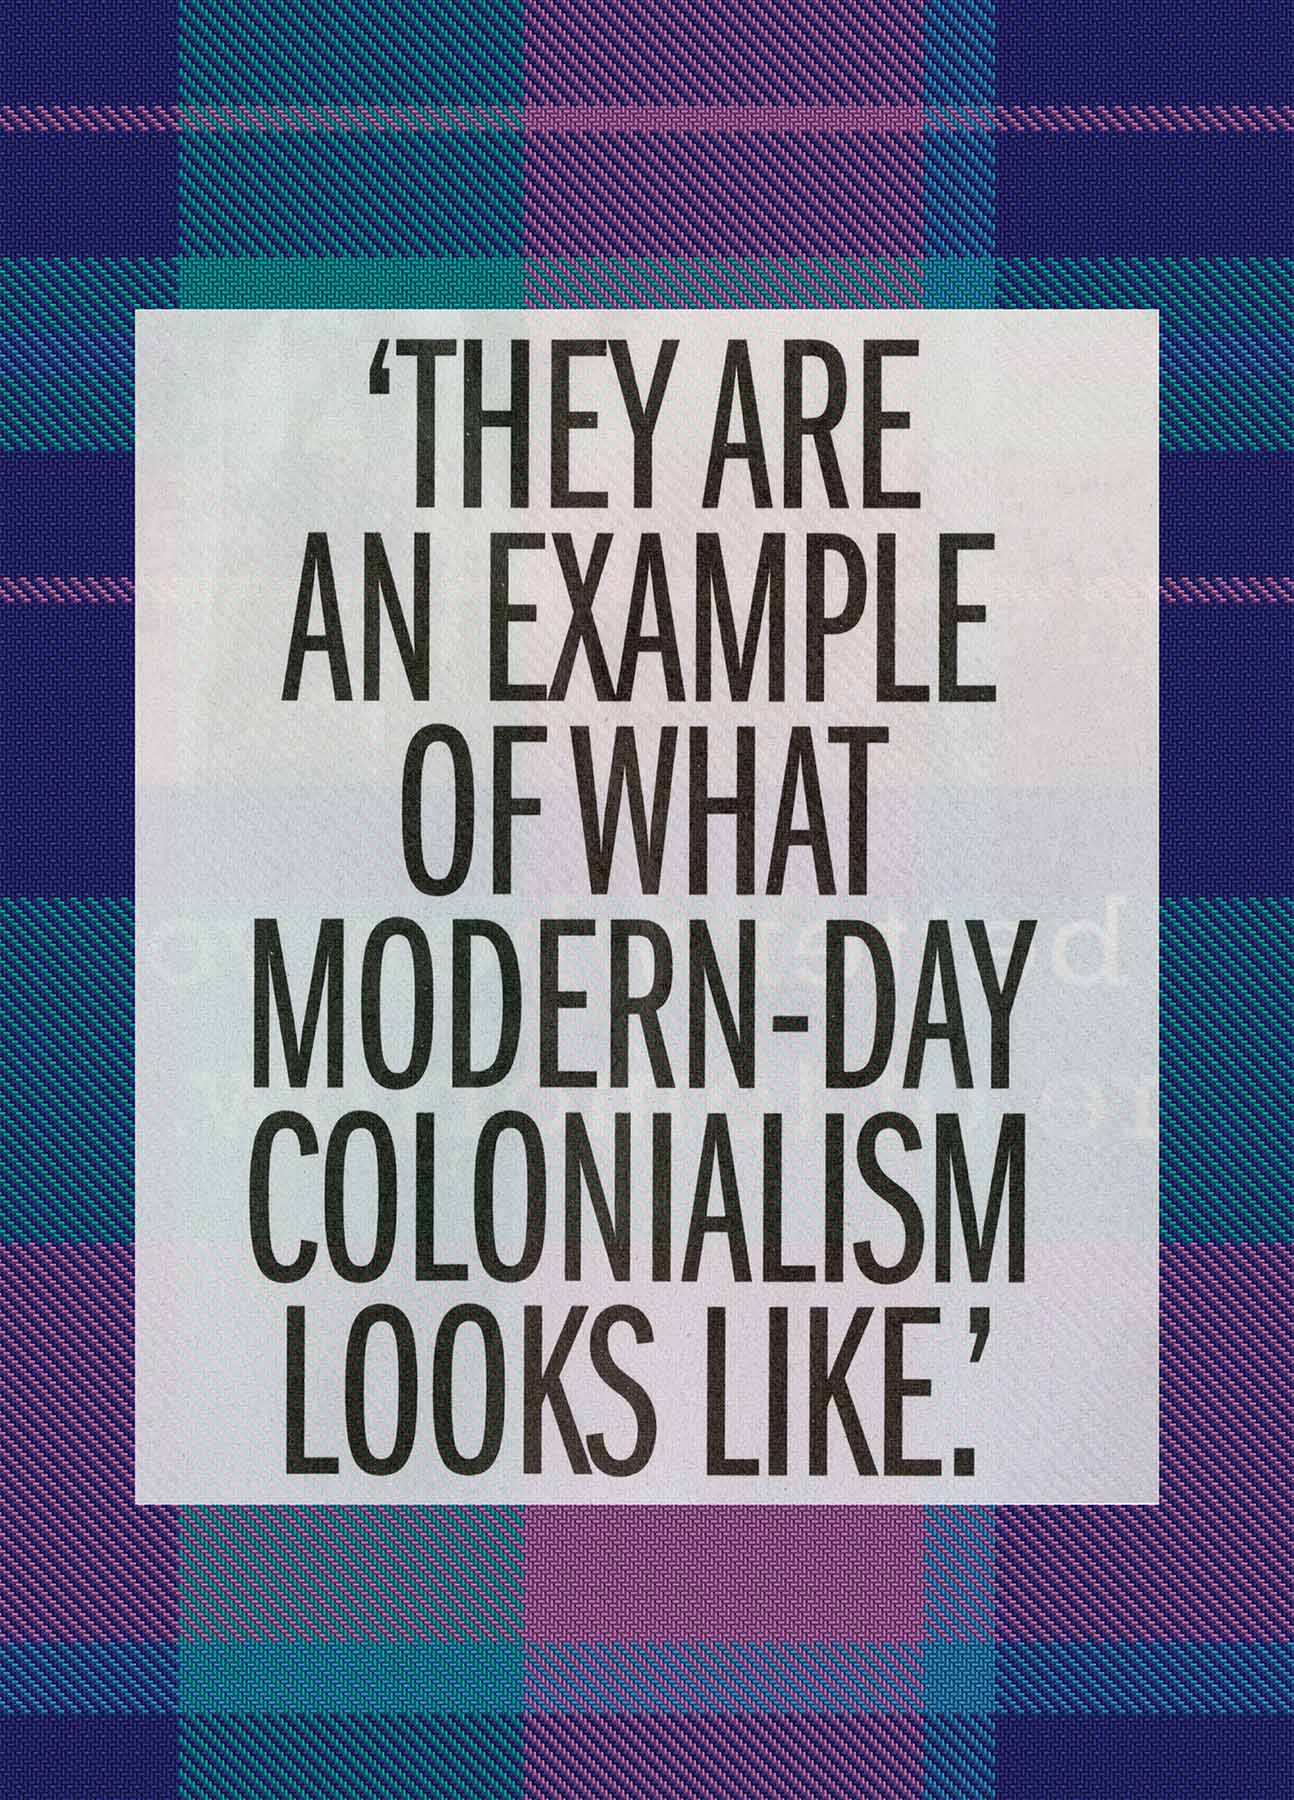 ‘THEY ARE
AN EXAMPLE
OF WHAT
MODERN-DAY
COLONIALISM
LOOKS LIKE.’